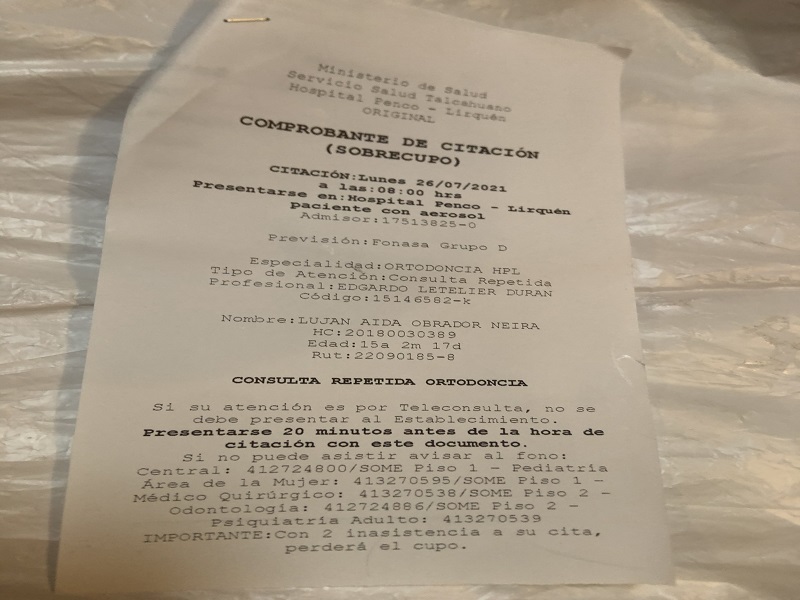 Ministerio de Salud
Servicio Salud Talcahuano
Hospital Penco - Lirquén
ORIGINAL
COMPROBANTE DE CITACIÓN
(SOBRECUPO)
CITACIÓN:Lunes 26/07/2021
a las:08:00 hrs
Presentarse en:Hospital Penco - Lirquén
paciente con aerosol
Admisor:17513825-0
Previsión:Fonasa Grupo D
Especialidad:ORTODONCIA HPL
Tipo de Atención:Consulta Repetida
Profesional:EDGARDO LETELIER DURAN
Código:15146582-k
Nombre:LUJAN AIDA OBRADOR NEIRA
HC:20180030389
Edad:15a 2m 17d
Rut:22090185-8
CONSULTA REPETIDA ORTODONCIA
Si su atención es por Teleconsulta, no se
debe presentar al Establecimiento.
Presentarse 20 minutos antes de la hora de
citación con este documento.
Si no puede asistir avisar al fono:
Central: 412724800/SOME Piso 1 - Pediatria
Área de la Mujer: 413270595/SOME Piso 1 -
Médico Quirúrgico: 413270538/SOME Piso 2 -
Odontología: 412724886/SOME Piso 2 -
Psiquiatria Adulto: 413270539
IMPORTANTE:Con 2 inasistencia a su cita,
perderá el cupo.